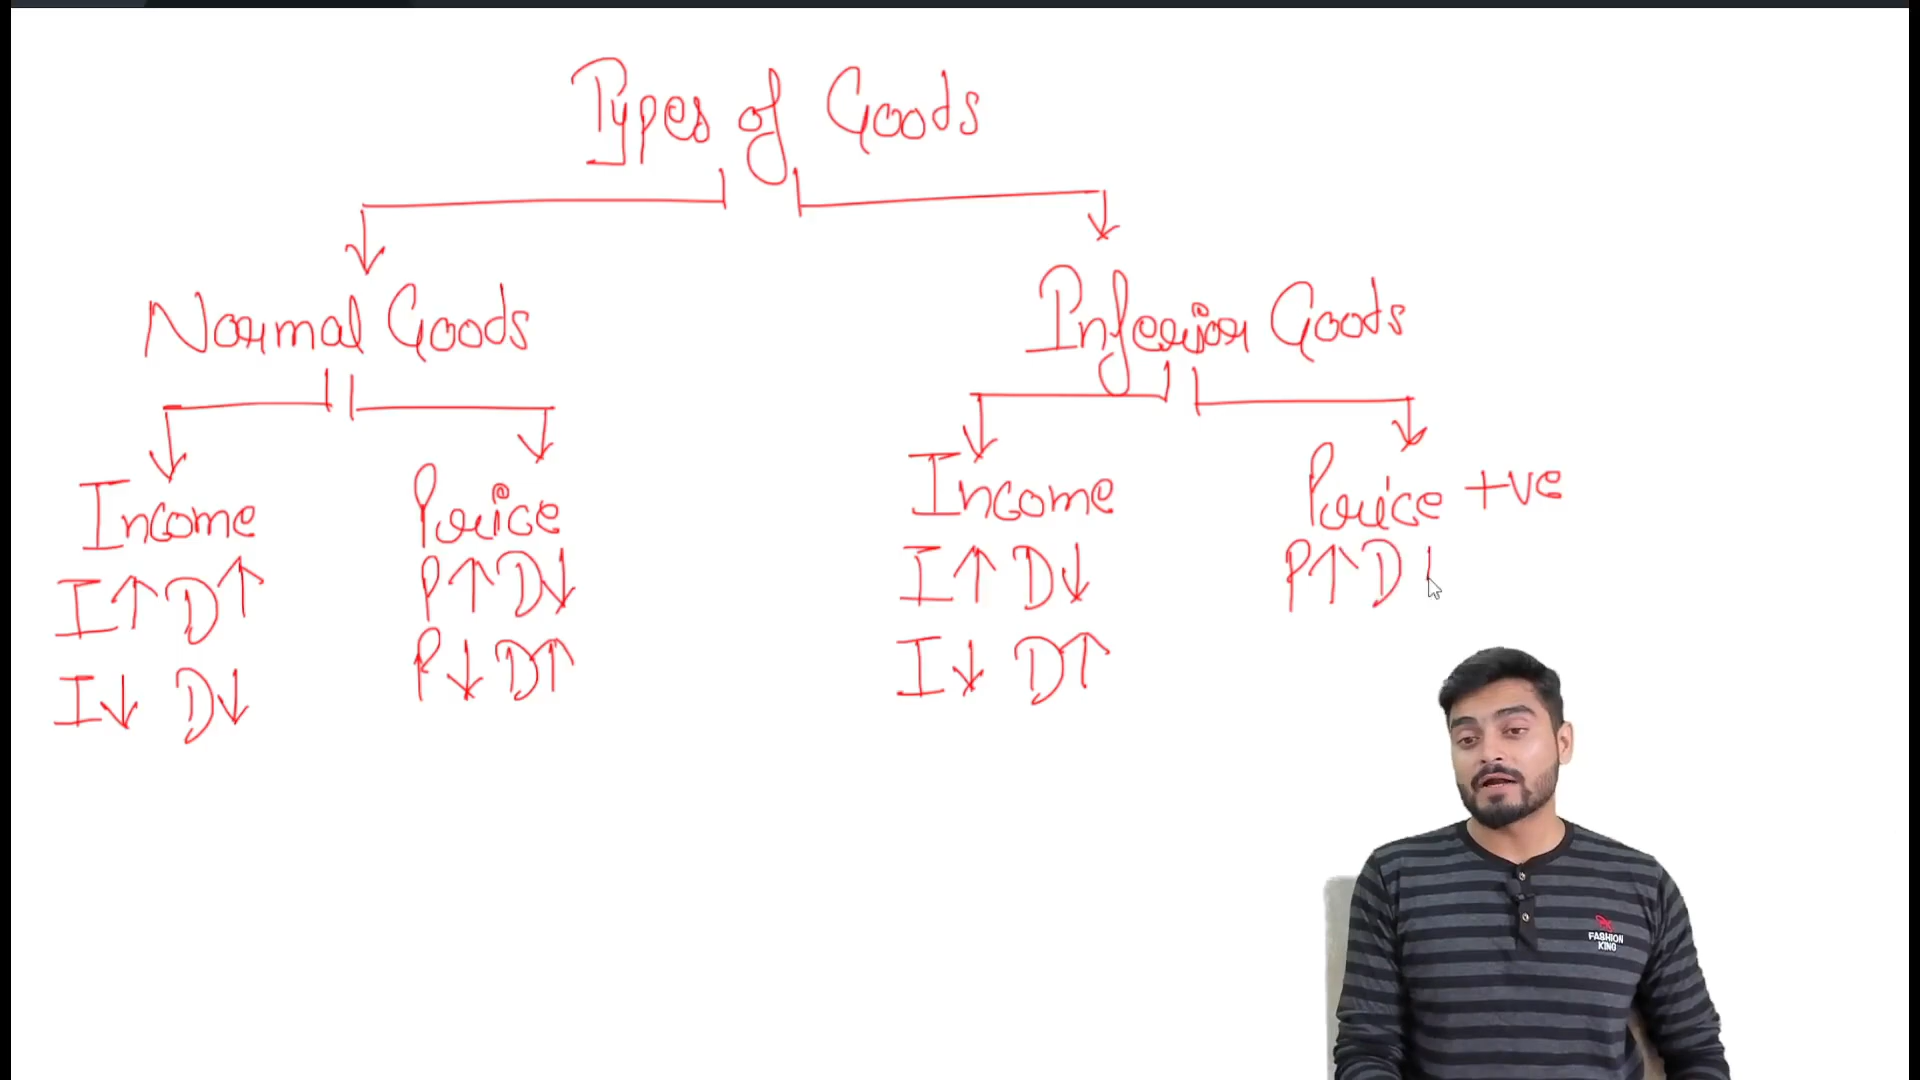 Types of Goods
Normal Goods
Inferior Goods
Income
Price
I↑ D↑
P↑ D↓
I↓ D↓
P↓ D↑
Income
Price +ve
I↑ D↓
P↑ D
I↓ D↑
FASHION
KING